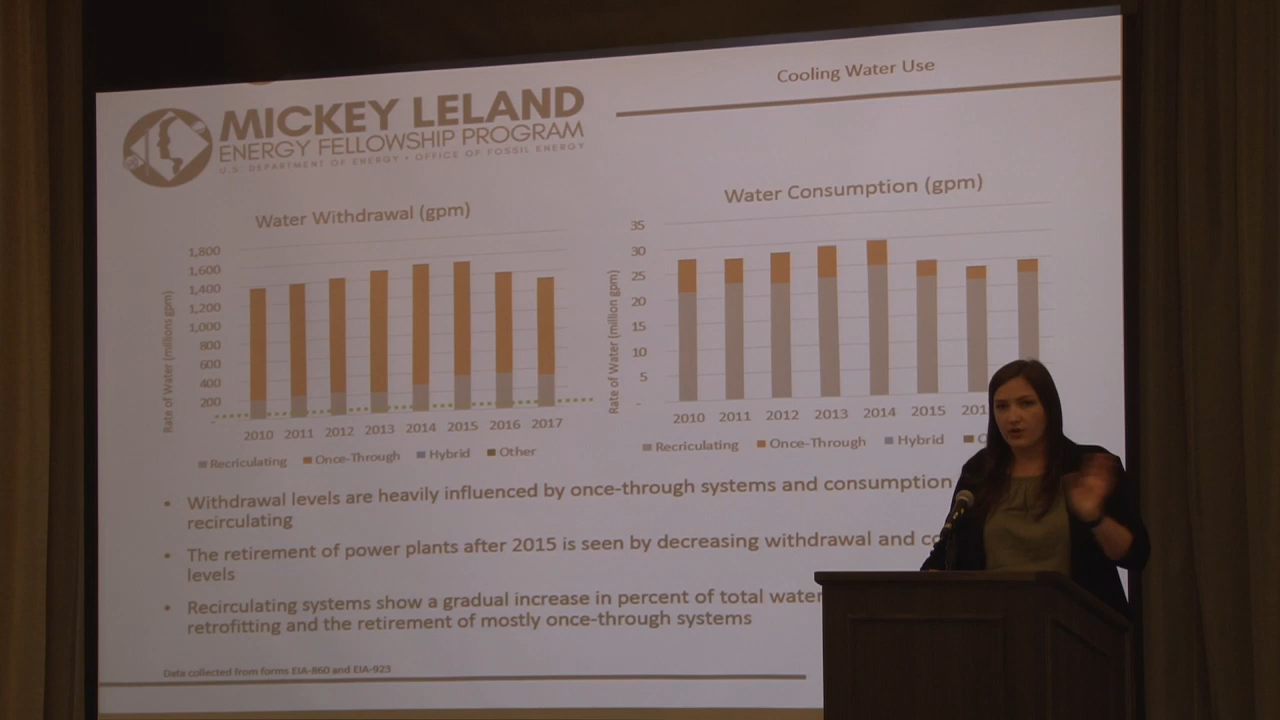 Cooling Water Use
MICKEY LELAND
ENERGY FELLOWSHIP PROGRAM
U.S. DEPARTMENT OF ENERGY • OFFICE OF FOSSIL ENERGY
Water Withdrawal (gpm)
Rate of Water (millions gpm)
1,800
1,600
1,400
1,200
1,000
800
600
400
200
-
2010 2011 2012 2013 2014 2015 2016 2017
Recriculating Once-Through Hybrid Other
Water Consumption (gpm)
Rate of Water (million gpm)
35
30
25
20
15
10
5
-
2010 2011 2012 2013 2014 2015 201
Recriculating Once-Through Hybrid
• Withdrawal levels are heavily influenced by once-through systems and consumption
recirculating
• The retirement of power plants after 2015 is seen by decreasing withdrawal and co
levels
• Recirculating systems show a gradual increase in percent of total water
retrofitting and the retirement of mostly once-through systems
Data collected from forms EIA-860 and EIA-923